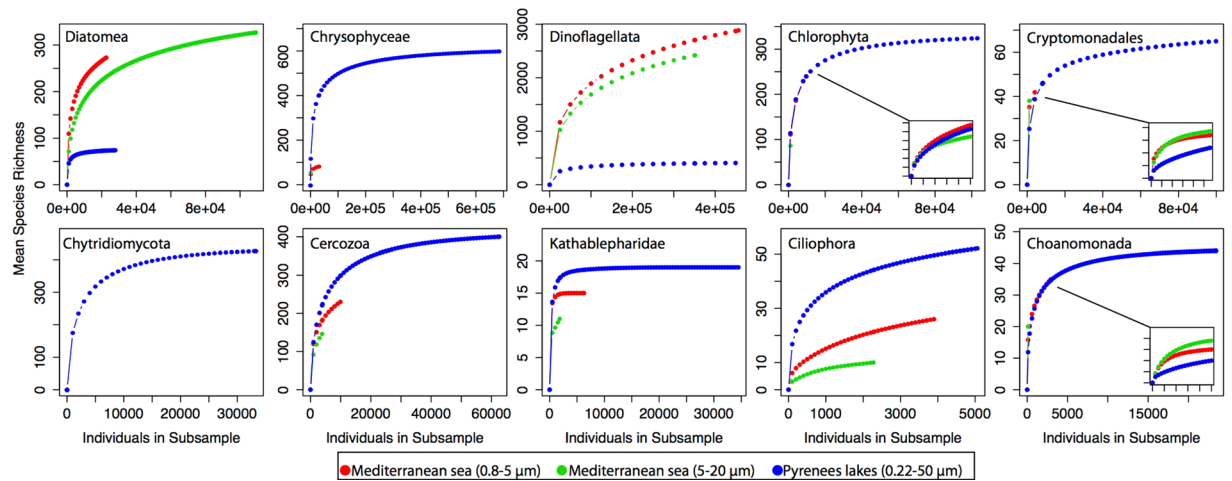 Mean Species Richness
Diatomea
0 100 200 300
0e+00 4e+04 8e+04
Chrysophyceae
0 200 400 600
0e+00 2e+05 4e+05 6e+05
Dinoflagellata
0 1000 2000 3000
0e+00 2e+05 4e+05
Chlorophyta
0 100 200 300
0e+00 4e+04 8e+04
Cryptomonadales
0 20 40 60
0e+00 4e+04 8e+04
Chytridiomycota
0 200 400
0 10000 20000 30000
Individuals in Subsample
Cercozoa
0 100 200 300 400
0 20000 40000 60000
Individuals in Subsample
Kathablepharidae
0 5 10 15 20
0 10000 20000 30000
Individuals in Subsample
Ciliophora
0 10 20 30 40 50
0 1000 3000 5000
Individuals in Subsample
Choanomonada
0 10 20 30 40 50
0 5000 15000
Individuals in Subsample
Mediterranean sea (0.8-5 μm) Mediterranean sea (5-20 μm) Pyrenees lakes (0.22-50 μm)